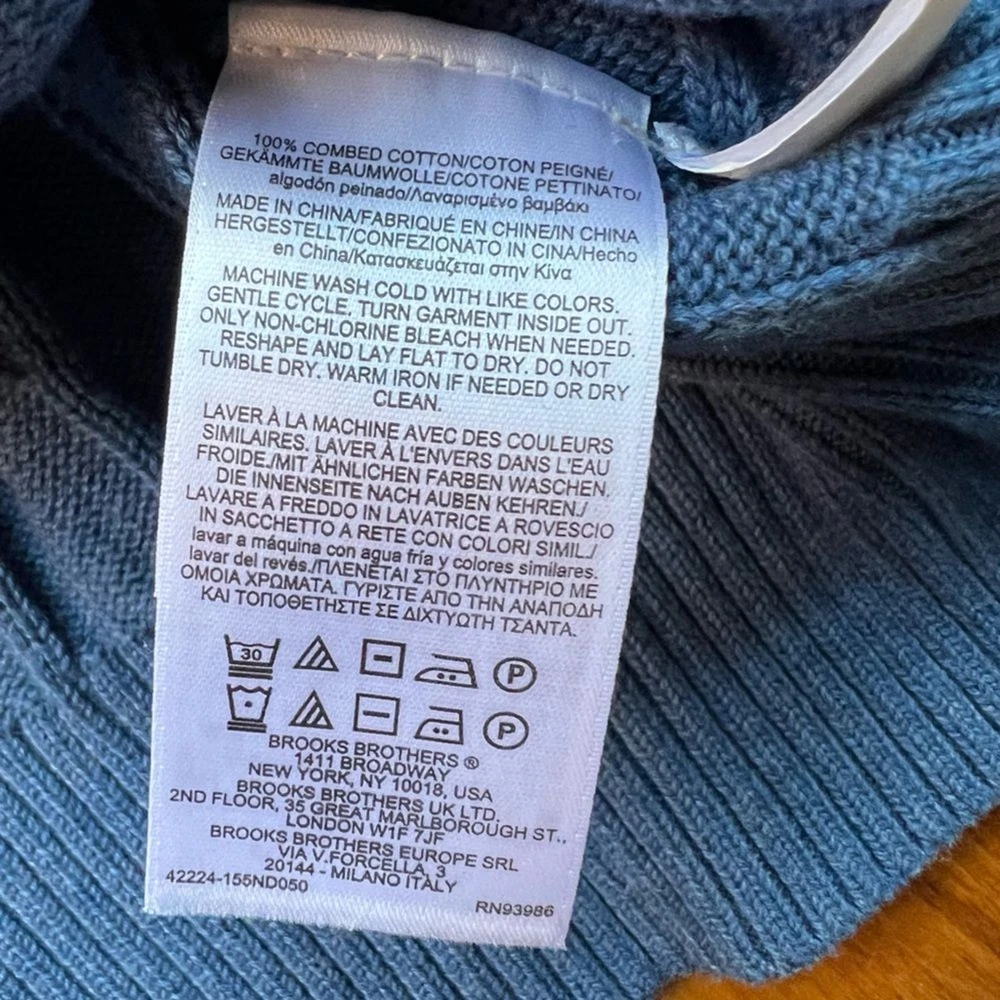 100% COMBED COTTON/COTON PEIGNÉ/
GEKÄMMTE BAUMWOLLE/COTONE PETTINATO/
algodón peinado/Λαναρισμένο βαμβάκι
MADE IN CHINA/FABRIQUÉ EN CHINE/IN CHINA
HERGESTELLT/CONFEZIONATO IN CINA/Hecho
en China/Κατασκευάζεται στην Κίνα
MACHINE WASH COLD WITH LIKE COLORS.
GENTLE CYCLE. TURN GARMENT INSIDE OUT.
ONLY NON-CHLORINE BLEACH WHEN NEEDED.
RESHAPE AND LAY FLAT TO DRY. DO NOT
TUMBLE DRY. WARM IRON IF NEEDED OR DRY
CLEAN.
LAVER À LA MACHINE AVEC DES COULEURS
SIMILAIRES. LAVER À L'ENVERS DANS L'EAU
FROIDE./MIT ÄHNLICHEN FARBEN WASCHEN.
DIE INNENSEITE NACH AUBEN KEHREN./
LAVARE A FREDDO IN LAVATRICE A ROVESCIO
IN SACCHETTO A RETE CON COLORI SIMIL./
lavar a máquina con agua fría y colores similares.
lavar del revés./ΠΛΕΝΕΤΑΙ ΣΤΟ ΠΛΥΝΤΗΡΙΟ ΜΕ
ΟΜΟΙΑ ΧΡΩΜΑΤΑ. ΓΥΡΙΣΤΕ ΑΠΟ ΤΗΝ ΑΝΑΠΟΔΗ
ΚΑΙ ΤΟΠΟΘΕΤΗΣΤΕ ΣΕ ΔΙΧΤΥΩΤΗ ΤΣΑΝΤΑ.
30 P
P
BROOKS BROTHERS ®
1411 BROADWAY
NEW YORK, NY 10018, USA
BROOKS BROTHERS UK LTD.
2ND FLOOR, 35 GREAT MARLBOROUGH ST.,
LONDON W1F 7JF
BROOKS BROTHERS EUROPE SRL
VIA V.FORCELLA, 3
20144 - MILANO ITALY
42224-155ND050
RN93986